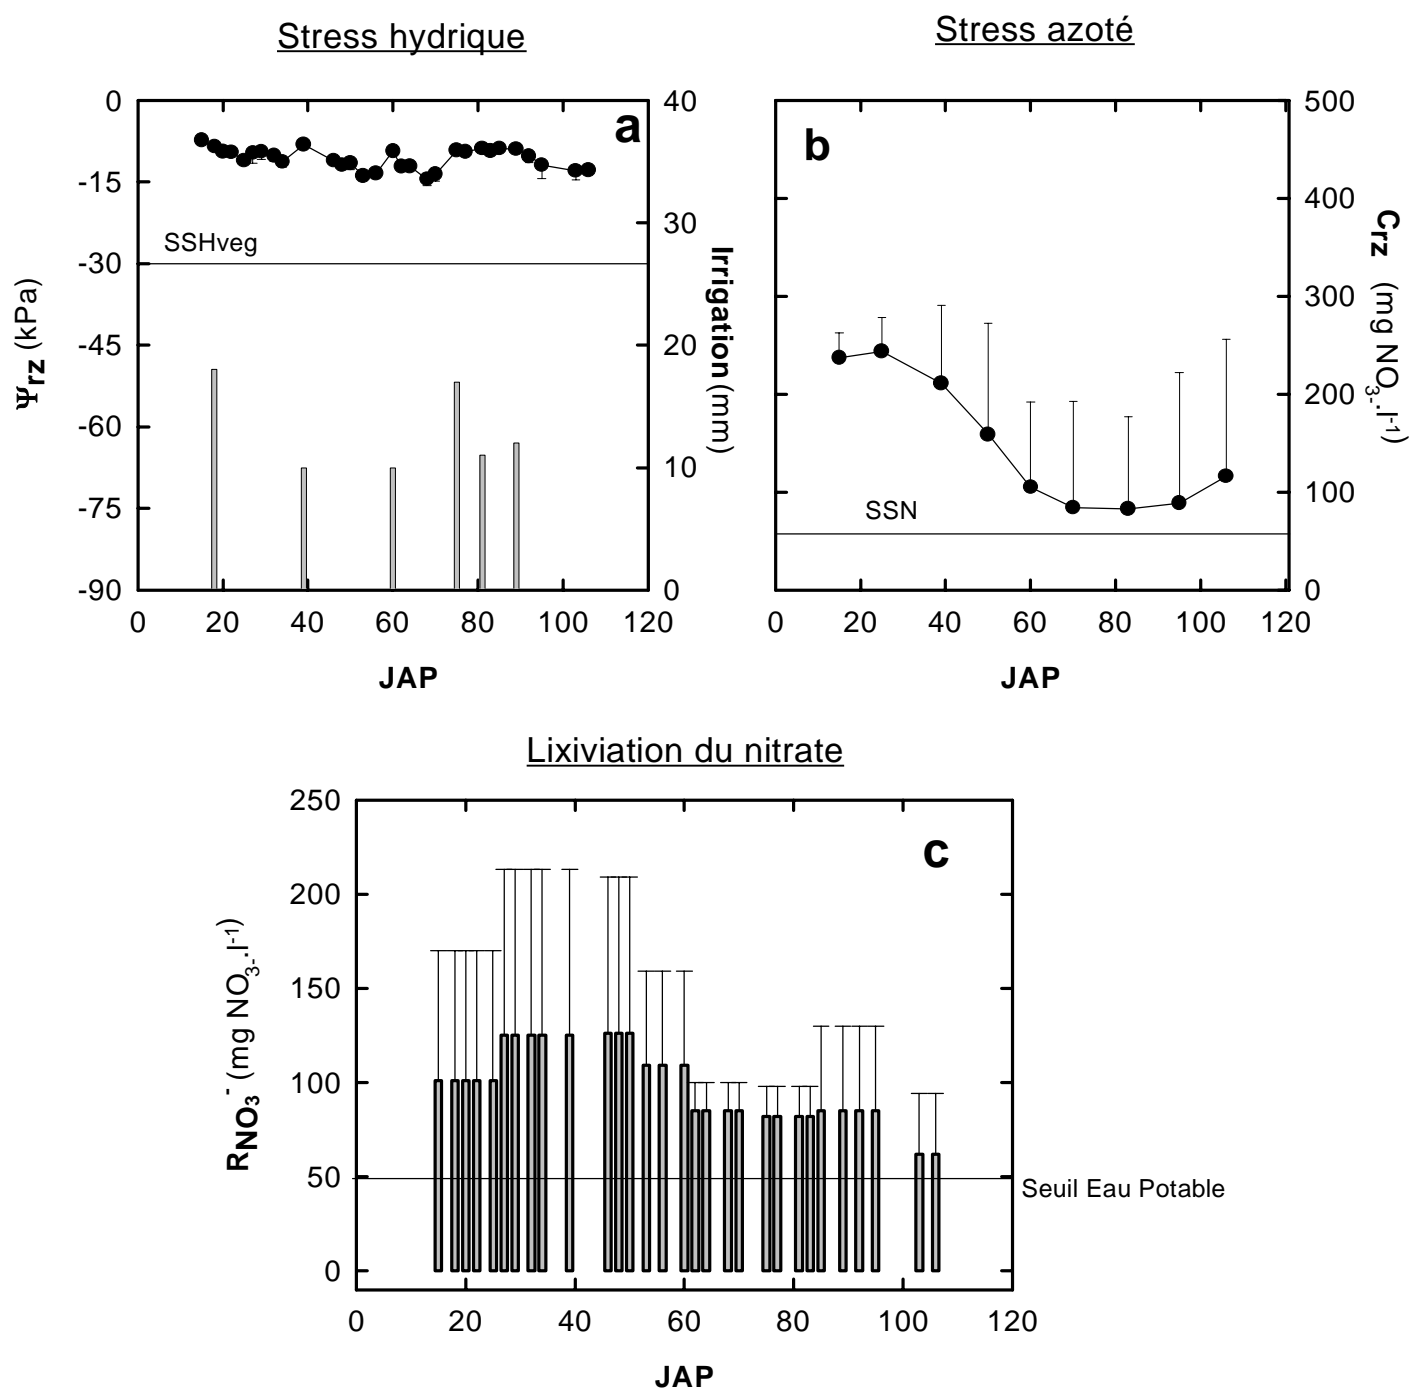 Stress hydrique
Stress azoté
0
-15
-30
-45
-60
-75
-90
Ψrz (kPa)
a
SSHveg
40
30
20
10
0
Irrigation (mm)
0 20 40 60 80 100 120
JAP
b
SSN
500
400
300
200
100
0
Crz (mg NO3-.l-1)
0 20 40 60 80 100 120
JAP
Lixiviation du nitrate
250
200
150
100
50
0
RNO3- (mg NO3-.l-1)
c
Seuil Eau Potable
0 20 40 60 80 100 120
JAP